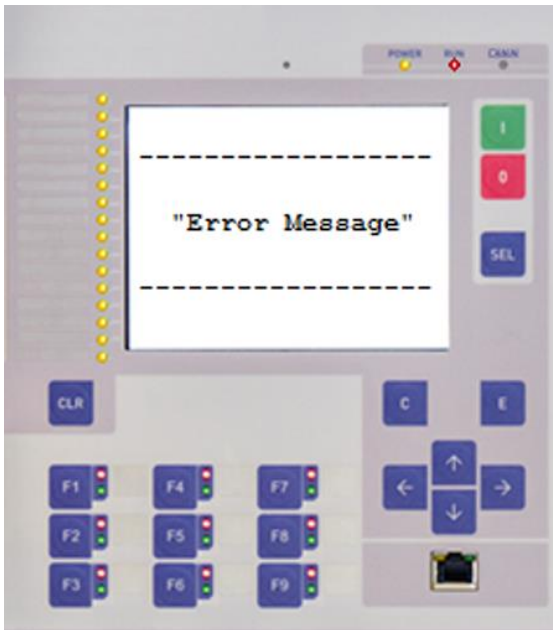 POWER RUN CAN/V
I
------------------
0
"Error Message"
SEL
------------------
CLR
C E
↑
F1 F4 F7 ← →
F2 F5 F8 ↓
F3 F6 F9